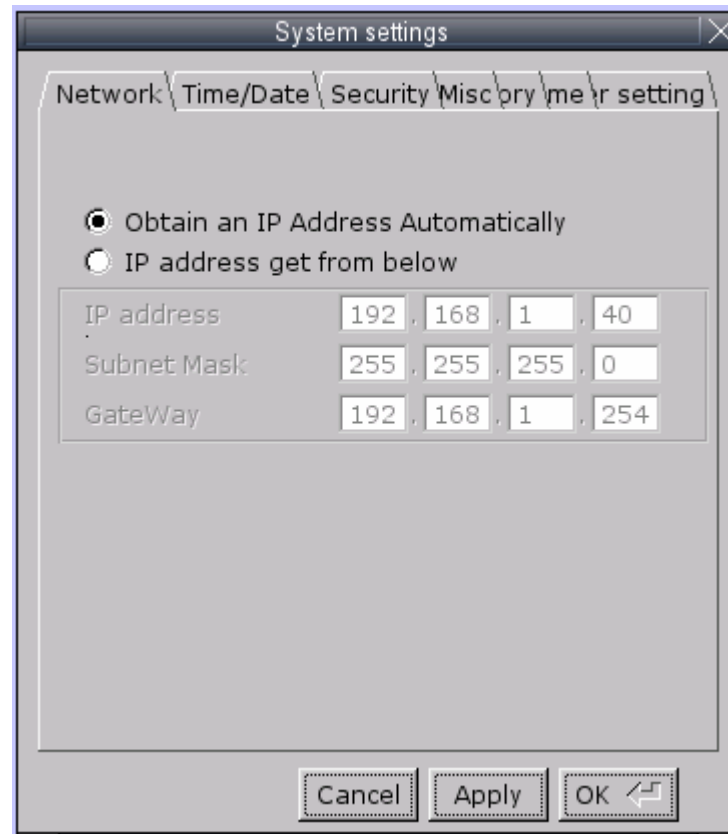 System settings
Network Time/Date Security Misc ory me r setting
Obtain an IP Address Automatically
IP address get from below
IP address 192 . 168 . 1 . 40
Subnet Mask 255 . 255 . 255 . 0
GateWay 192 . 168 . 1 . 254
Cancel Apply OK